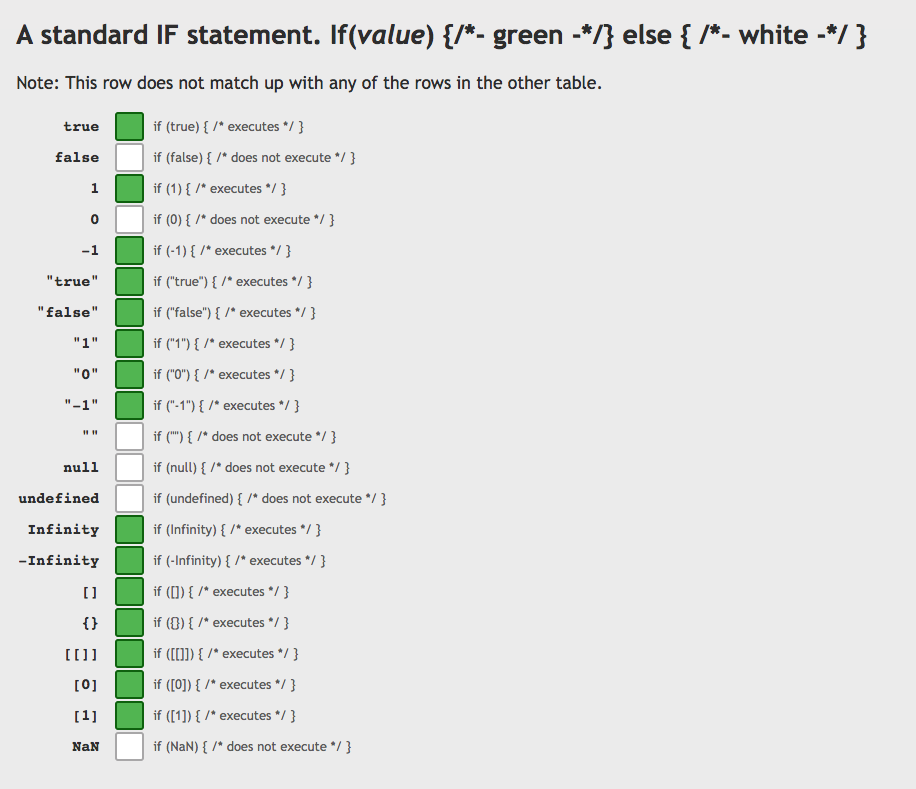 A standard IF statement. If(value) {/*- green -*/} else { /*- white -*/ }
Note: This row does not match up with any of the rows in the other table.
true if (true) { /* executes */ }
false if (false) { /* does not execute */ }
1 if (1) { /* executes */ }
0 if (0) { /* does not execute */ }
-1 if (-1) { /* executes */ }
"true" if ("true") { /* executes */ }
"false" if ("false") { /* executes */ }
"1" if ("1") { /* executes */ }
"0" if ("0") { /* executes */ }
"-1" if ("-1") { /* executes */ }
"" if ("") { /* does not execute */ }
null if (null) { /* does not execute */ }
undefined if (undefined) { /* does not execute */ }
Infinity if (Infinity) { /* executes */ }
-Infinity if (-Infinity) { /* executes */ }
[] if ([]) { /* executes */ }
{} if ({}) { /* executes */ }
[[]] if ([[]]) { /* executes */ }
[0] if ([0]) { /* executes */ }
[1] if ([1]) { /* executes */ }
NaN if (NaN) { /* does not execute */ }